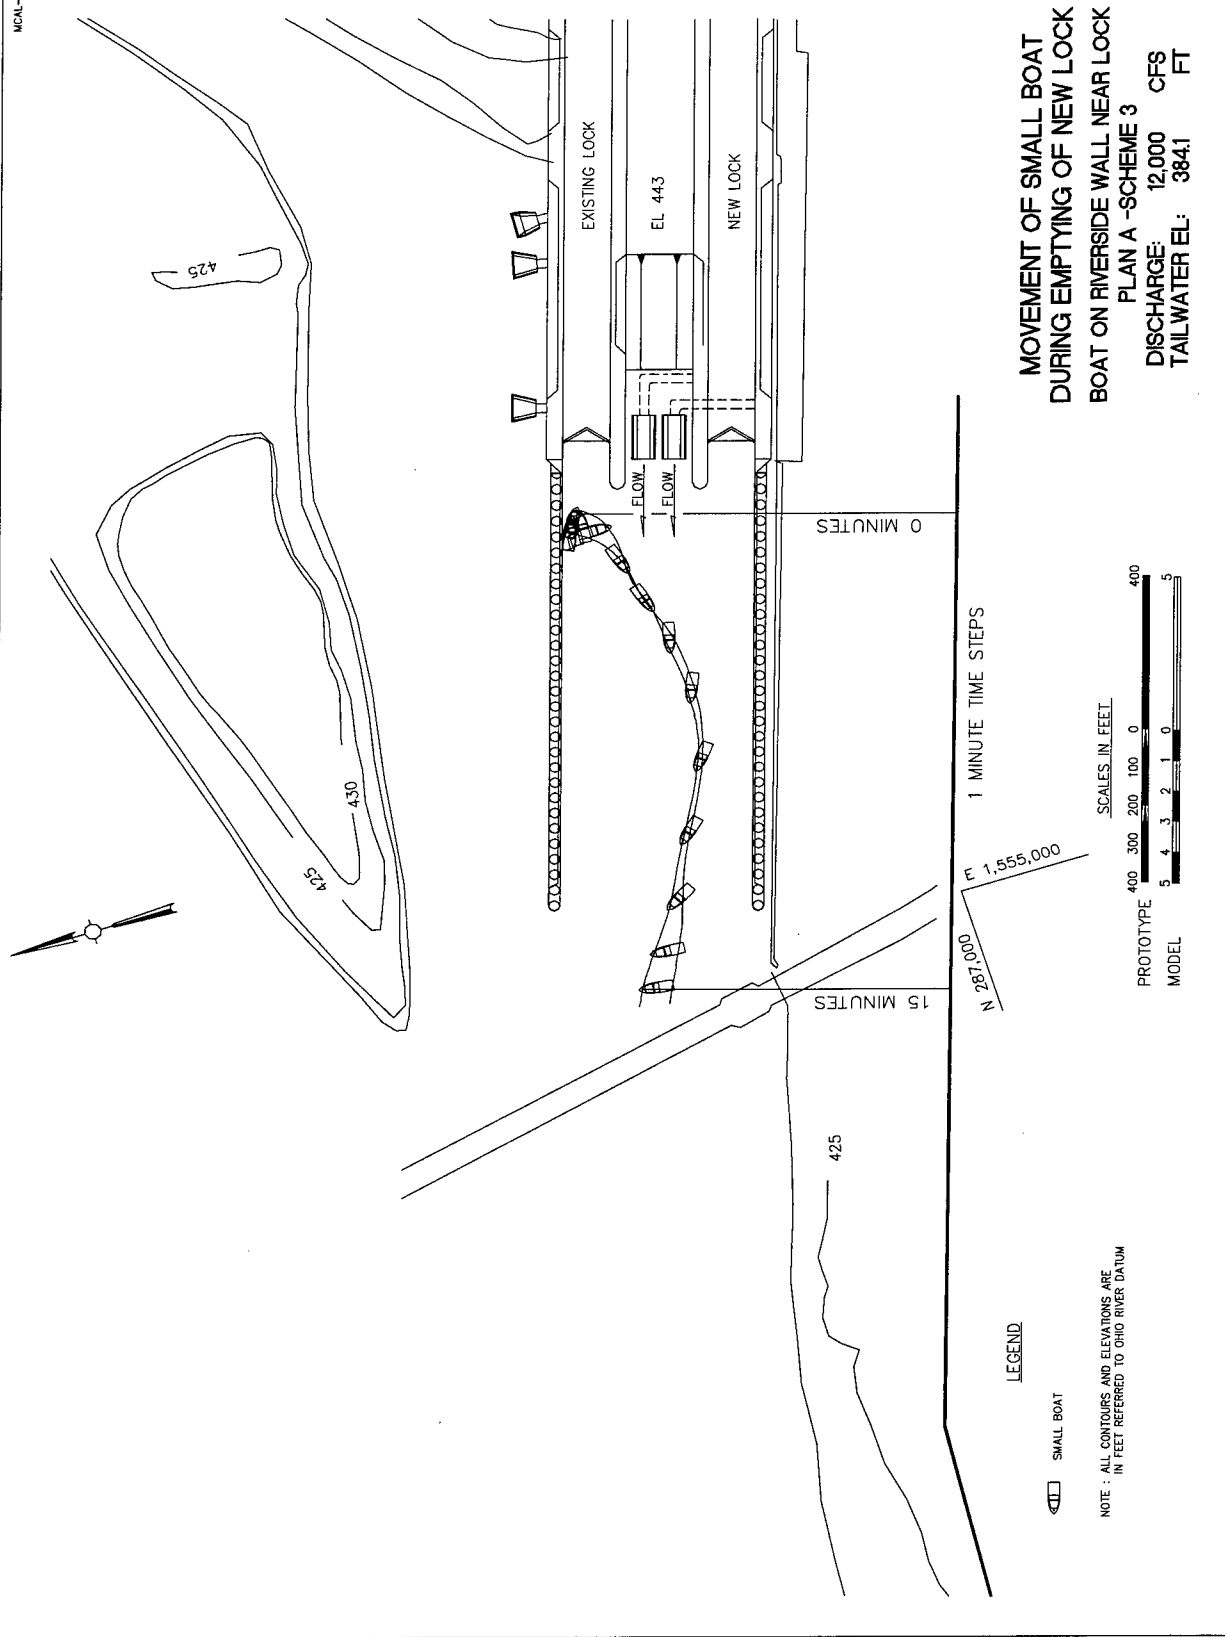 MCAL-
425
425
430
EXISTING LOCK
EL 443
NEW LOCK
FLOW
FLOW
0 MINUTES
15 MINUTES
1 MINUTE TIME STEPS
E 1,555,000
N 287,000
425
MOVEMENT OF SMALL BOAT
DURING EMPTYING OF NEW LOCK
BOAT ON RIVERSIDE WALL NEAR LOCK
PLAN A -SCHEME 3
DISCHARGE: 12,000 CFS
TAILWATER EL: 384.1 FT
SCALES IN FEET
PROTOTYPE 400 300 200 100 0 400
MODEL 5 4 3 2 1 0 5
LEGEND
SMALL BOAT
NOTE : ALL CONTOURS AND ELEVATIONS ARE
IN FEET REFERRED TO OHIO RIVER DATUM